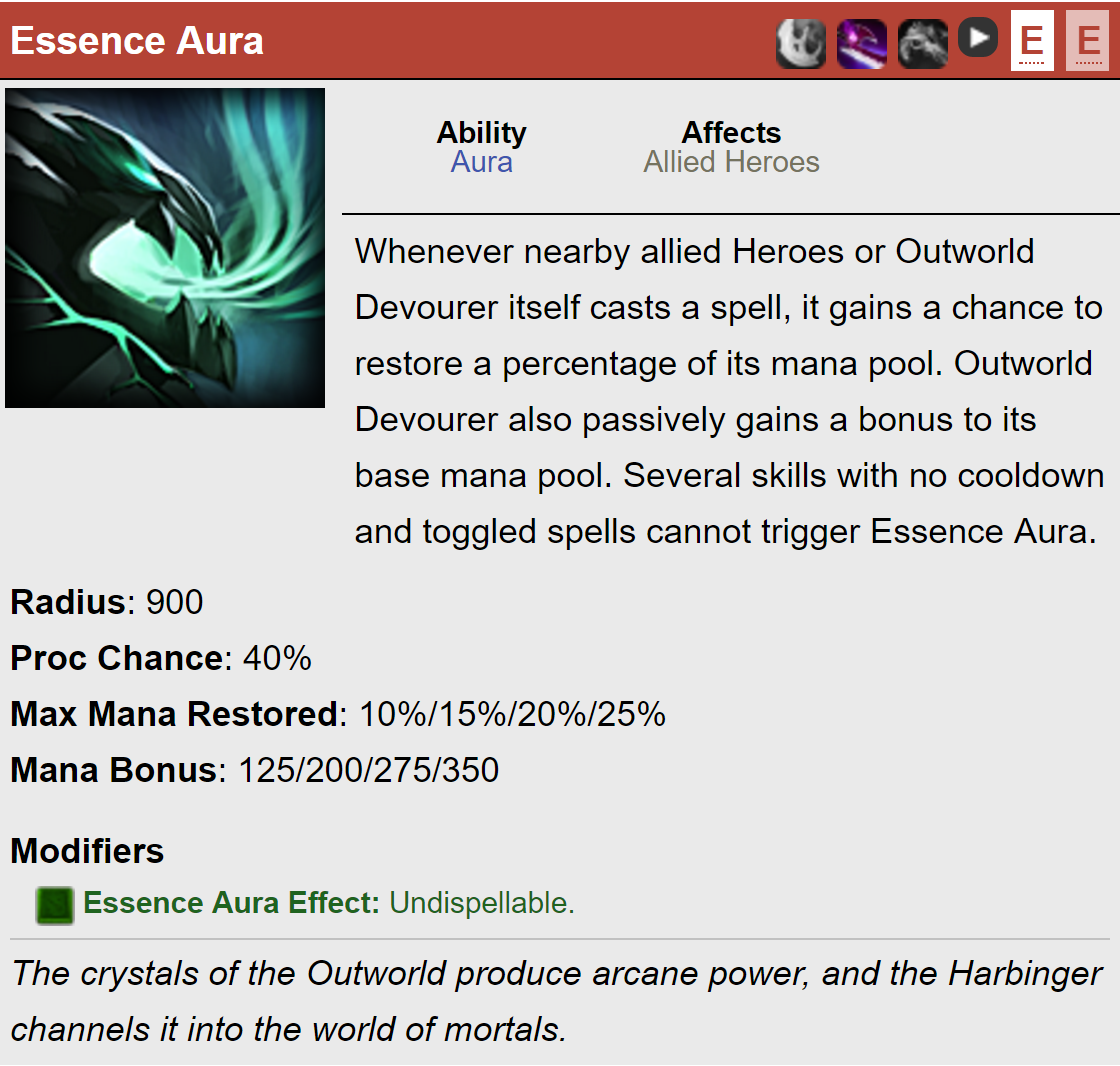 Essence Aura
E E
Ability Affects
Aura Allied Heroes
Whenever nearby allied Heroes or Outworld
Devourer itself casts a spell, it gains a chance to
restore a percentage of its mana pool. Outworld
Devourer also passively gains a bonus to its
base mana pool. Several skills with no cooldown
and toggled spells cannot trigger Essence Aura.
Radius: 900
Proc Chance: 40%
Max Mana Restored: 10%/15%/20%/25%
Mana Bonus: 125/200/275/350
Modifiers
Essence Aura Effect: Undispellable.
The crystals of the Outworld produce arcane power, and the Harbinger
channels it into the world of mortals.